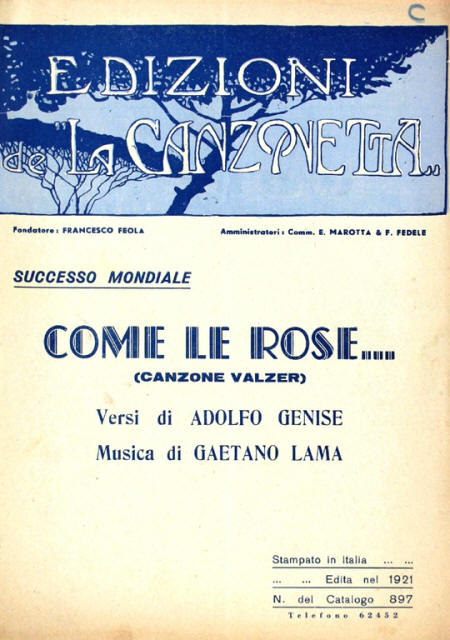 C
EDIZIONI
de "LA CANZONETTA„
Fondatore: FRANCESCO FEOLA Amministratori: Comm. E. MAROTTA & F. FEDELE
SUCCESSO MONDIALE
COME LE ROSE....
(CANZONE VALZER)
Versi di ADOLFO GENISE
Musica di GAETANO LAMA
Stampato in Italia ... ...
... ... Edita nel 1921
N. del Catalogo 897
Telefono 62452